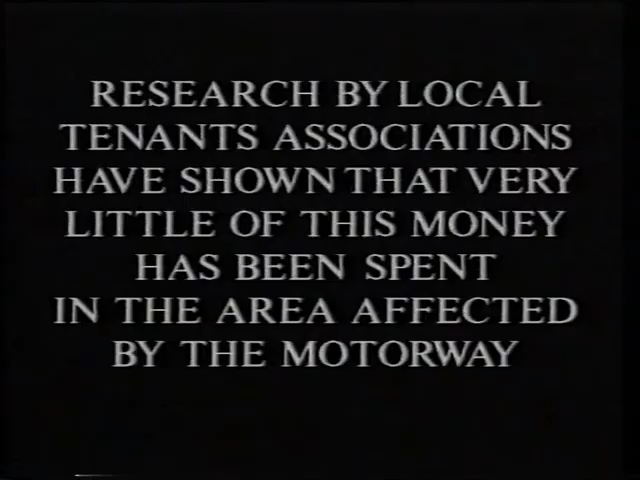 RESEARCH BY LOCAL
TENANTS ASSOCIATIONS
HAVE SHOWN THAT VERY
LITTLE OF THIS MONEY
HAS BEEN SPENT
IN THE AREA AFFECTED
BY THE MOTORWAY